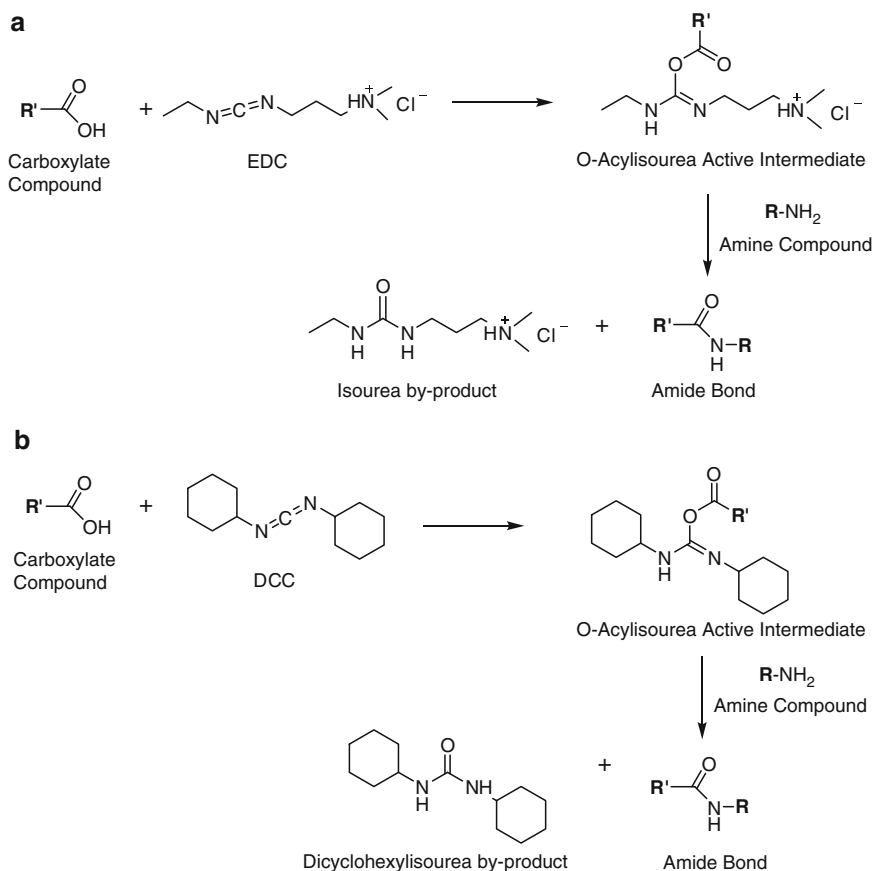 a
R'
O
OH
+
N=C=N
HN+
Cl−
R'
O
O
N
H
N
HN+
Cl−
Carboxylate
Compound
EDC
O-Acylisourea Active Intermediate
R-NH2
Amine Compound
O
N
H
N
H
HN+
Cl−
+
R'
O
N-R
H
Isourea by-product
Amide Bond
b
R'
O
OH
+
N=C=N
O
O
R'
N
H
N
Carboxylate
Compound
DCC
O-Acylisourea Active Intermediate
R-NH2
Amine Compound
O
N
H
NH
+
R'
O
N-R
H
Dicyclohexylisourea by-product
Amide Bond